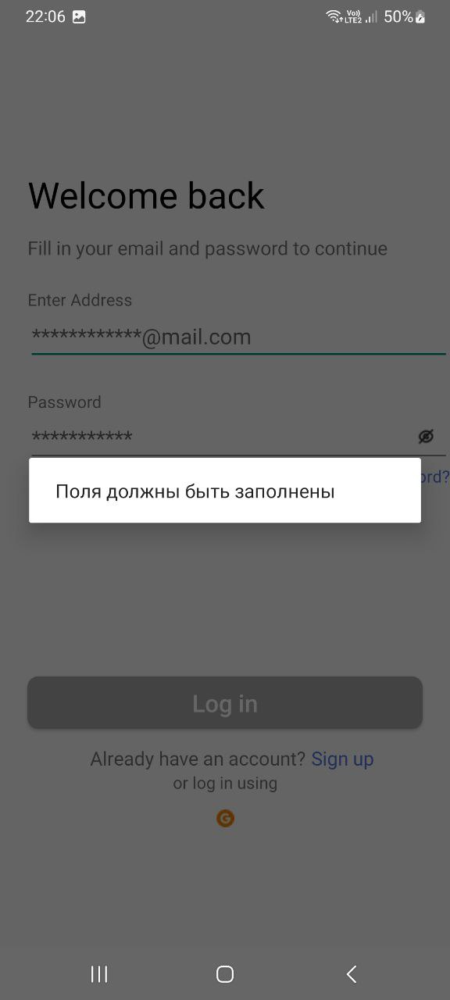 22:06 Vo)) LTE2 50%
Welcome back
Fill in your email and password to continue
Enter Address
************@mail.com
Password
***********
ord?
Поля должны быть заполнены
Log in
Already have an account? Sign up
or log in using
G